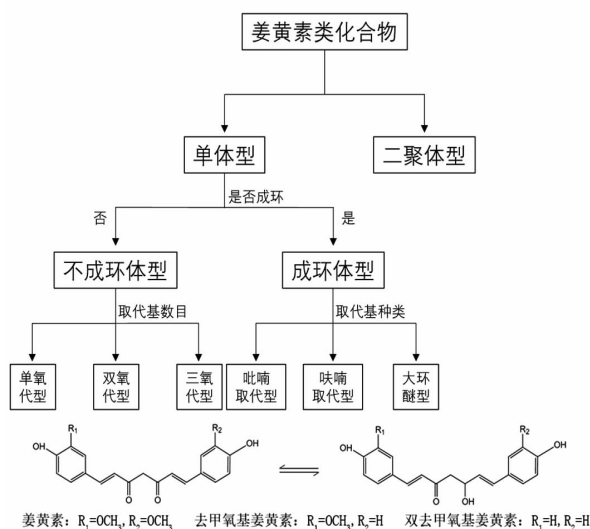 姜黄素类化合物
单体型
二聚体型
是否成环
否
是
不成环体型
成环体型
取代基数目
取代基种类
单氧
代型
双氧
代型
三氧
代型
吡喃
取代型
呋喃
取代型
大环
醚型
R₁
R₂
OH
OH
O
O
R₁
R₂
OH
OH
O
OH
姜黄素：R₁=OCH₃,R₂=OCH₃ 去甲氧基姜黄素：R₁=OCH₃,R₂=H 双去甲氧基姜黄素：R₁=H,R₂=H